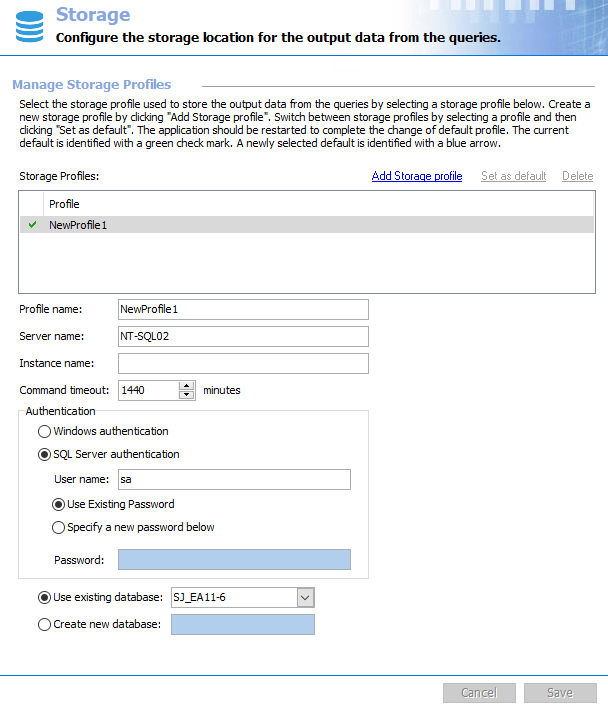 Storage
Configure the storage location for the output data from the queries.
Manage Storage Profiles
Select the storage profile used to store the output data from the queries by selecting a storage profile below. Create a
new storage profile by clicking "Add Storage profile". Switch between storage profiles by selecting a profile and then
clicking "Set as default". The application should be restarted to complete the change of default profile. The current
default is identified with a green check mark. A newly selected default is identified with a blue arrow.
Storage Profiles: Add Storage profile Set as default Delete
Profile
NewProfile1
Profile name: NewProfile1
Server name: NT-SQL02
Instance name:
Command timeout: 1440 minutes
Authentication
Windows authentication
SQL Server authentication
User name: sa
Use Existing Password
Specify a new password below
Password:
Use existing database: SJ_EA11-6
Create new database:
Cancel Save